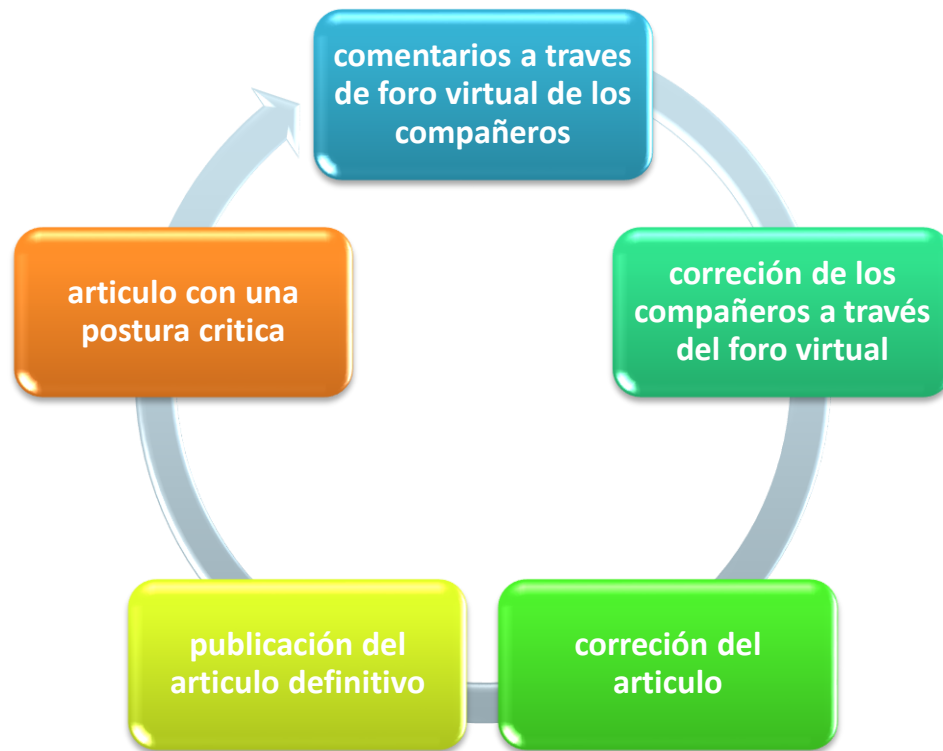 comentarios a traves
de foro virtual de los
compañeros
correción de los
compañeros a través
del foro virtual
correción del
articulo
publicación del
articulo definitivo
articulo con una
postura critica